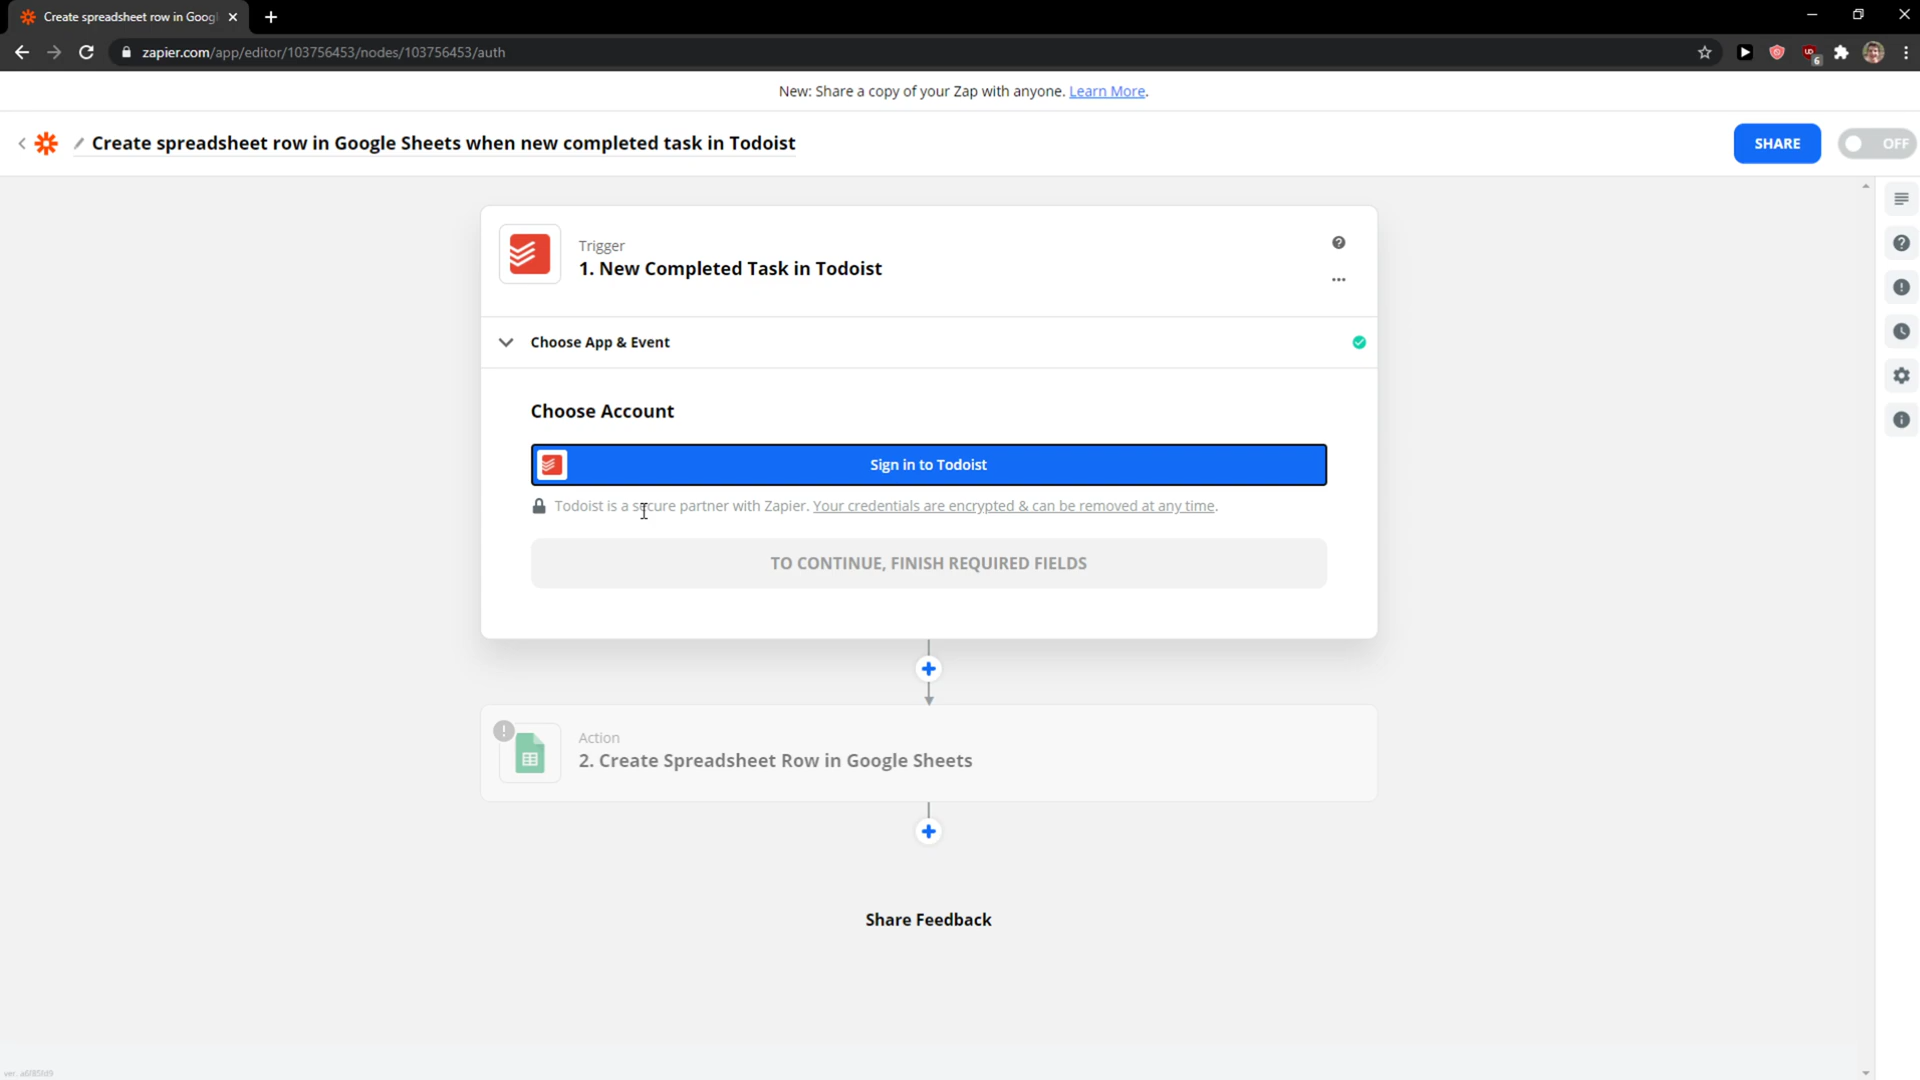 Create spreadsheet row in Googl
zapier.com/app/editor/103756453/nodes/103756453/auth
6
New: Share a copy of your Zap with anyone. Learn More.
Create spreadsheet row in Google Sheets when new completed task in Todoist
SHARE
OFF
Trigger
1. New Completed Task in Todoist
Choose App & Event
Choose Account
Sign in to Todoist
Todoist is a secure partner with Zapier. Your credentials are encrypted & can be removed at any time.
TO CONTINUE, FINISH REQUIRED FIELDS
Action
2. Create Spreadsheet Row in Google Sheets
Share Feedback